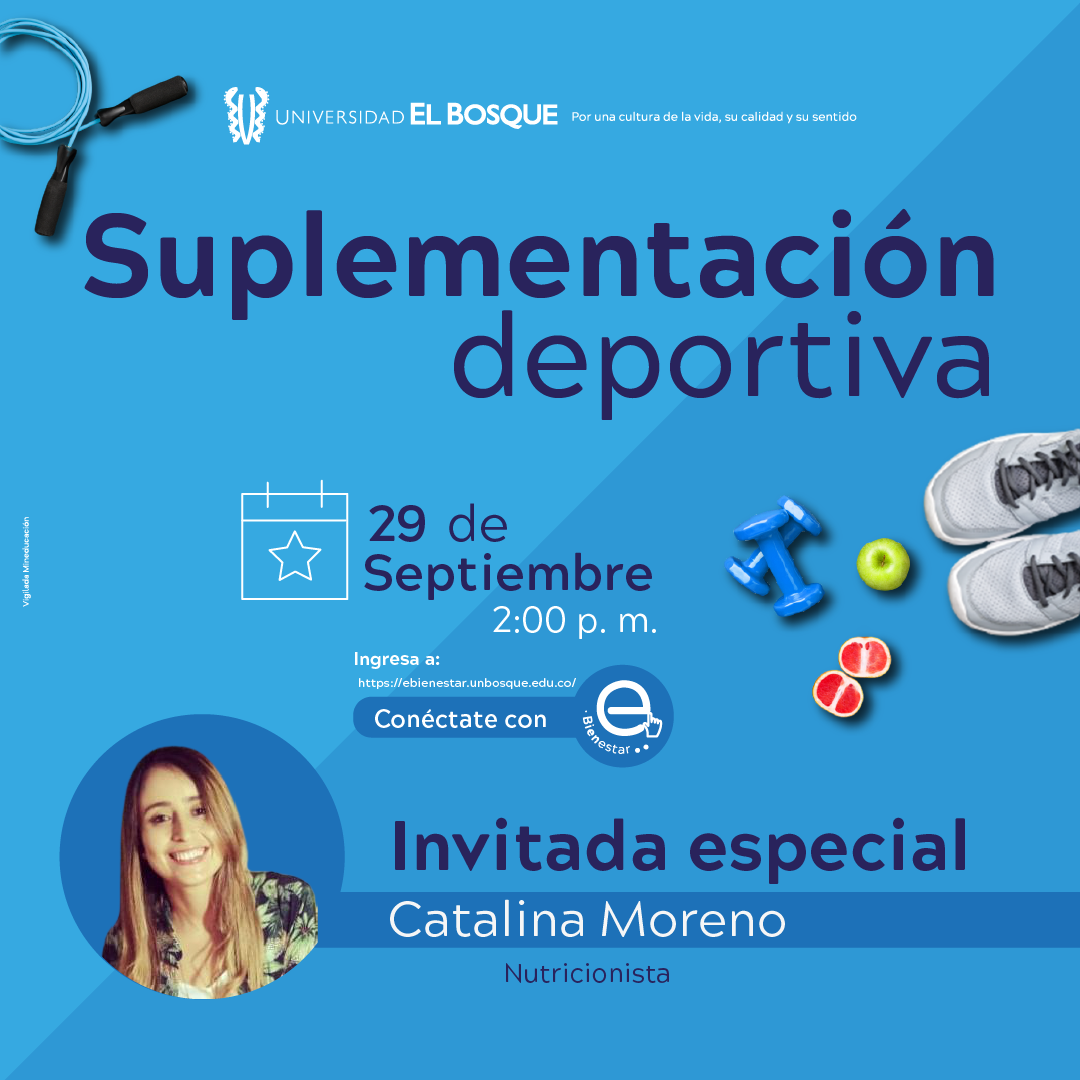 UNIVERSIDAD EL BOSQUE Por una cultura de la vida, su calidad y su sentido
Suplementación
deportiva
Vigilada Mineducación
29 de
Septiembre
2:00 p. m.
Ingresa a:
https://ebienestar.unbosque.edu.co/
Conéctate con
e
Bienestar
Invitada especial
Catalina Moreno
Nutricionista